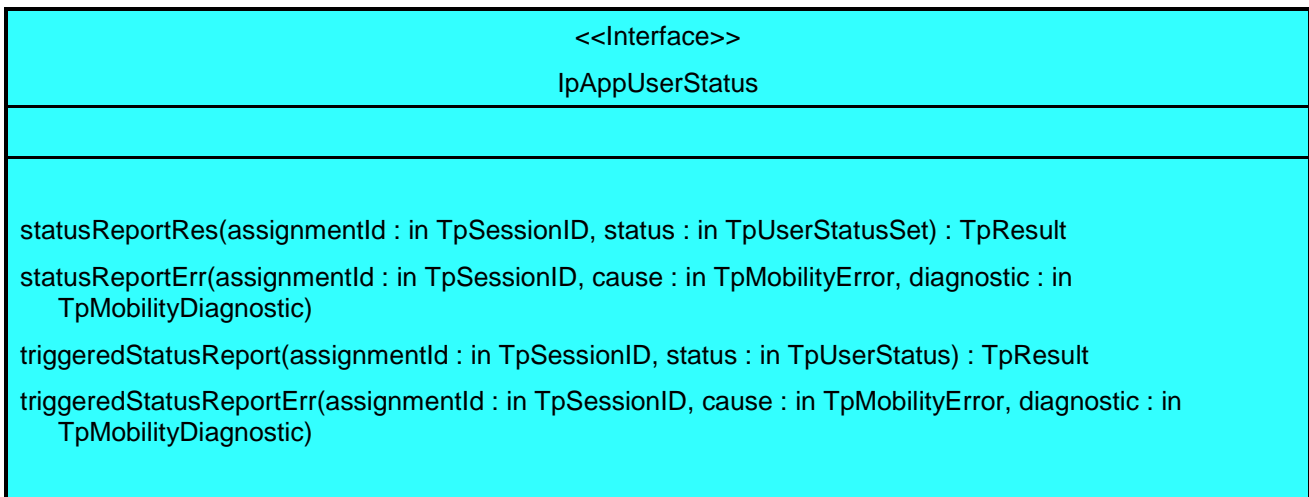 <<Interface>>
IpAppUserStatus
statusReportRes(assignmentId : in TpSessionID, status : in TpUserStatusSet) : TpResult
statusReportErr(assignmentId : in TpSessionID, cause : in TpMobilityError, diagnostic : in
TpMobilityDiagnostic)
triggeredStatusReport(assignmentId : in TpSessionID, status : in TpUserStatus) : TpResult
triggeredStatusReportErr(assignmentId : in TpSessionID, cause : in TpMobilityError, diagnostic : in
TpMobilityDiagnostic)